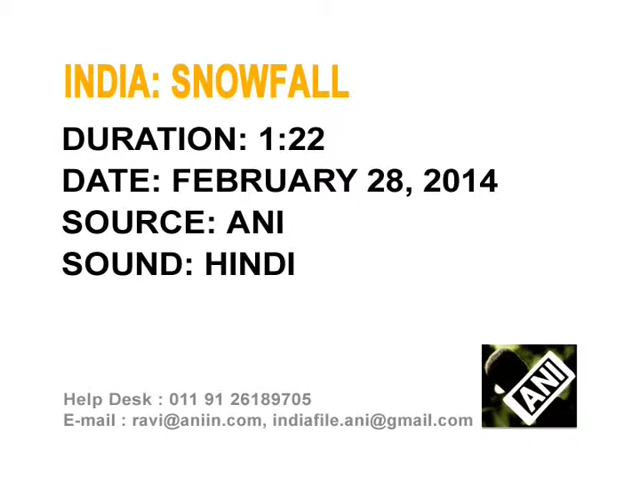 INDIA: SNOWFALL
DURATION: 1:22
DATE: FEBRUARY 28, 2014
SOURCE: ANI
SOUND: HINDI
Help Desk : 011 91 26189705
E-mail : ravi@aniin.com, indiafile.ani@gmail.com
ANI